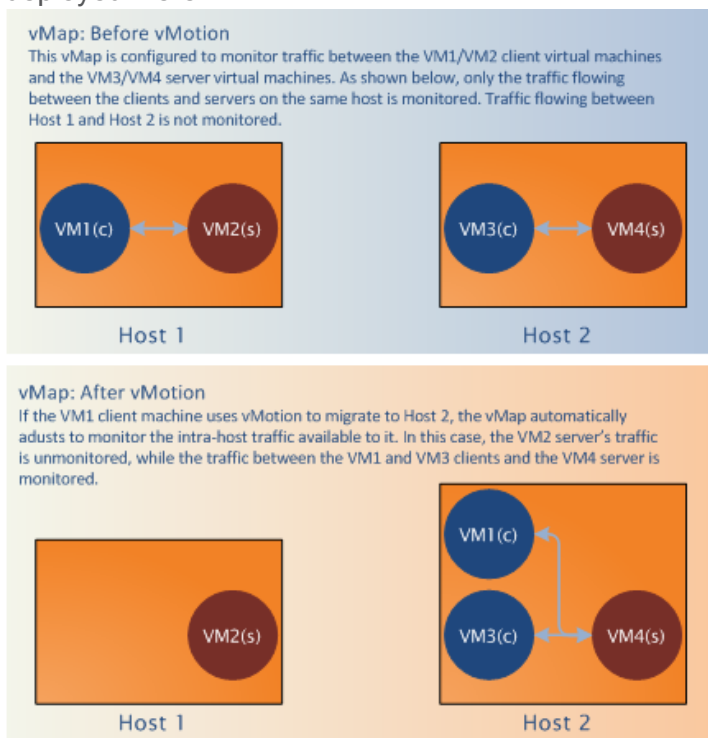 vMap: Before vMotion
This vMap is configured to monitor traffic between the VM1/VM2 client virtual machines
and the VM3/VM4 server virtual machines. As shown below, only the traffic flowing
between the clients and servers on the same host is monitored. Traffic flowing between
Host 1 and Host 2 is not monitored.
VM1(c)
VM2(s)
VM3(c)
VM4(s)
Host 1
Host 2
vMap: After vMotion
If the VM1 client machine uses vMotion to migrate to Host 2, the vMap automatically
adusts to monitor the intra-host traffic available to it. In this case, the VM2 server's traffic
is unmonitored, while the traffic between the VM1 and VM3 clients and the VM4 server is
monitored.
VM1(c)
VM2(s)
VM3(c)
VM4(s)
Host 1
Host 2